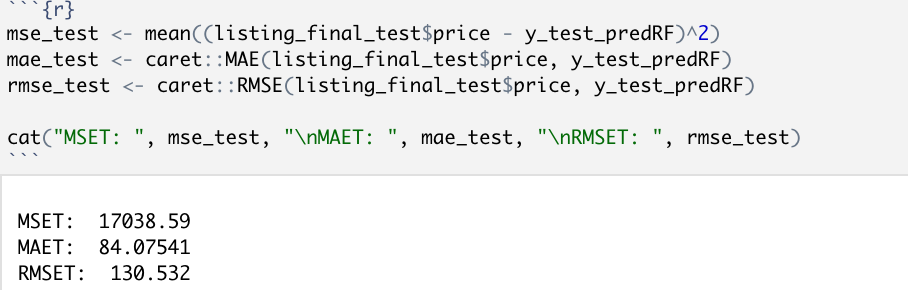 ```{r}
mse_test <- mean((listing_final_test$price - y_test_predRF)^2)
mae_test <- caret::MAE(listing_final_test$price, y_test_predRF)
rmse_test <- caret::RMSE(listing_final_test$price, y_test_predRF)
cat("MSET: ", mse_test, "\nMAET: ", mae_test, "\nRMSET: ", rmse_test)
```
MSET:  17038.59
MAET:  84.07541
RMSET:  130.532